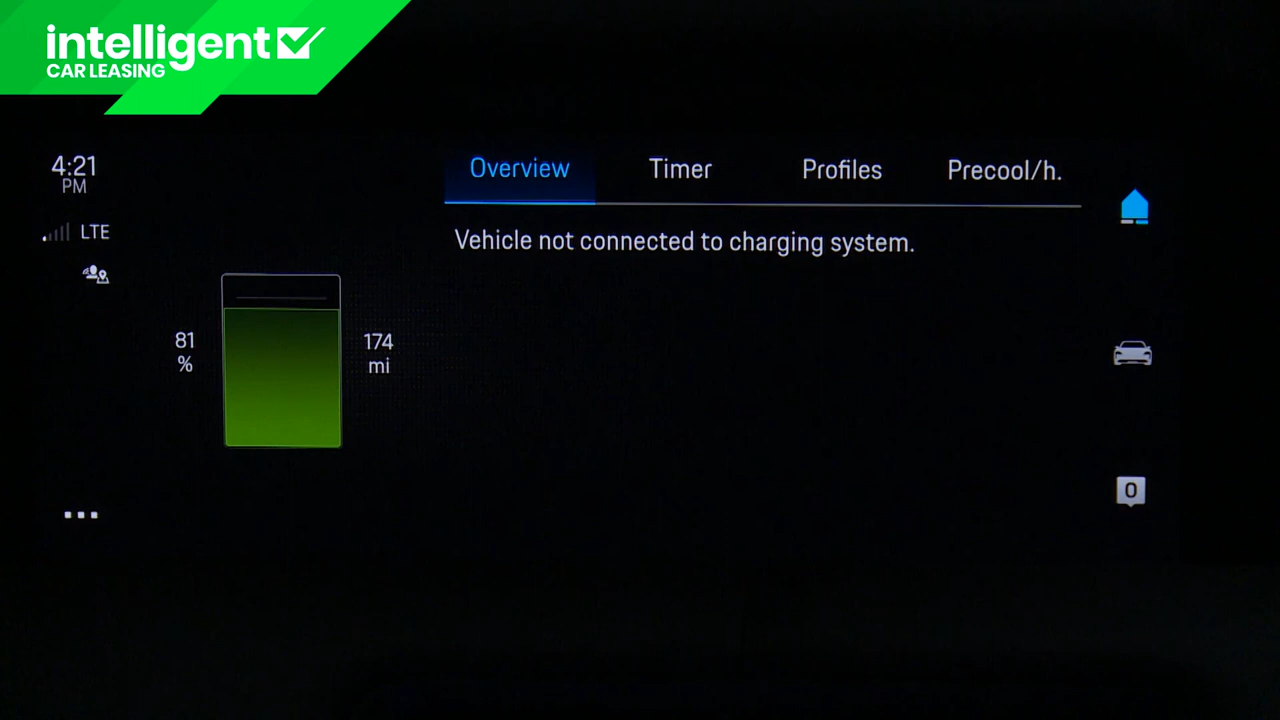 intelligent
CAR LEASING
4:21
PM
LTE
Overview
Timer
Profiles
Precool/h.
Vehicle not connected to charging system.
81
%
174
mi
0